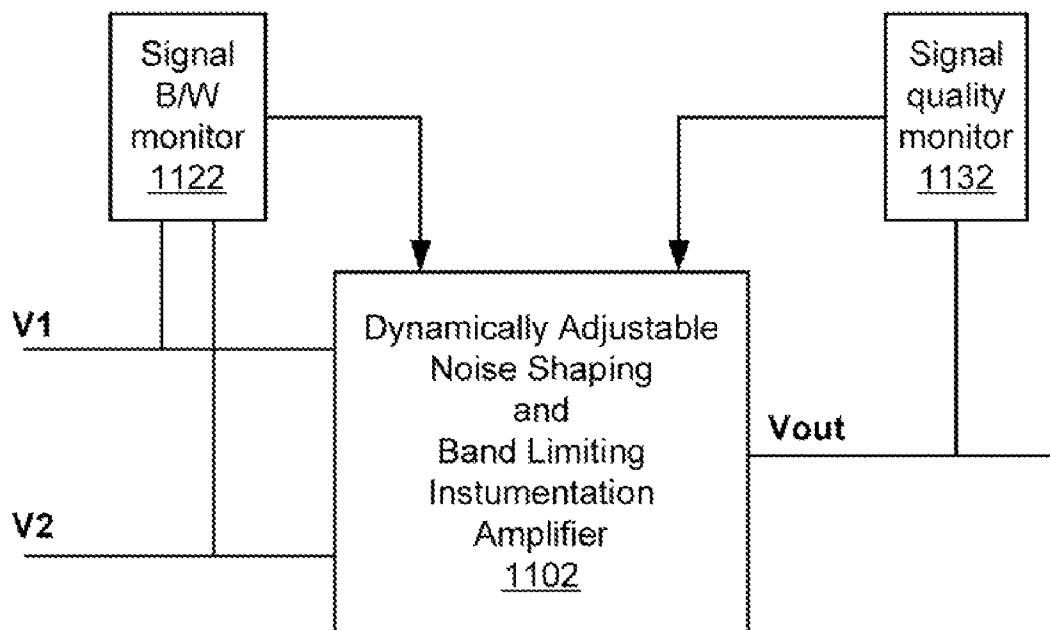 Signal
B/W
monitor
1122
Signal
quality
monitor
1132
V1
V2
Dynamically Adjustable
Noise Shaping
and
Band Limiting
Instumentation
Amplifier
1102
Vout